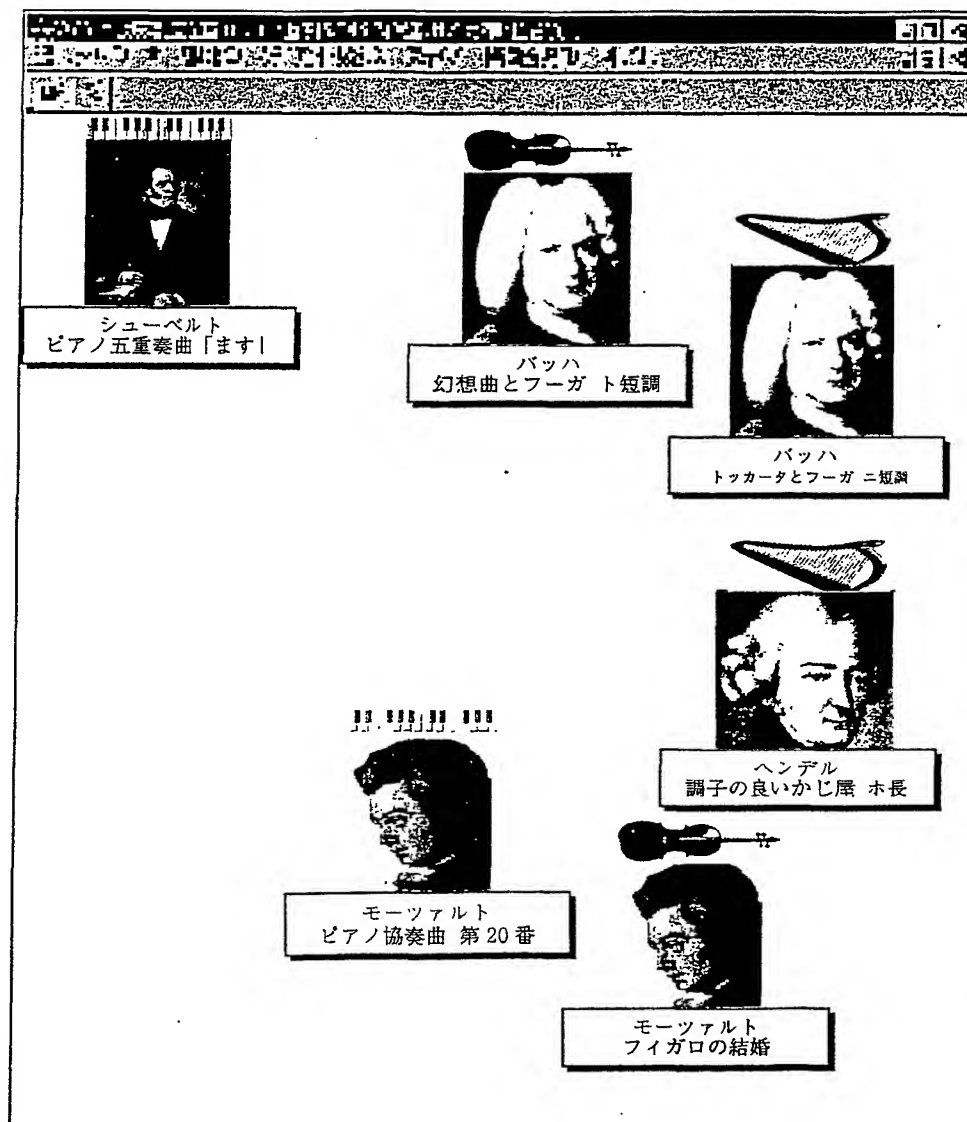 シューベルト
ピアノ五重奏曲「ます」
バッハ
幻想曲とフーガ ト短調
バッハ
トッカータとフーガ ニ短調
ヘンデル
調子の良いかじ屋 ホ長
モーツァルト
ピアノ協奏曲 第20番
モーツァルト
フィガロの結婚